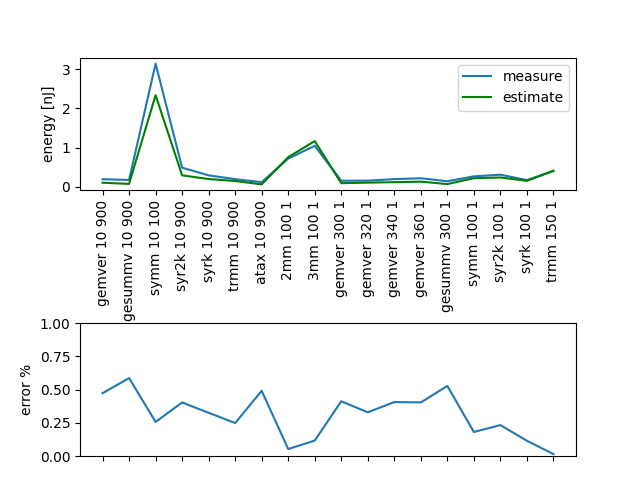 energy [nJ]
3
2
1
0
measure
estimate
gemver 10 900
gesummv 10 900
symm 10 100
syr2k 10 900
syrk 10 900
trmm 10 900
atax 10 900
2mm 100 1
3mm 100 1
gemver 300 1
gemver 320 1
gemver 340 1
gemver 360 1
gesummv 300 1
symm 100 1
syr2k 100 1
syrk 100 1
trmm 150 1
error %
1.00
0.75
0.50
0.25
0.00